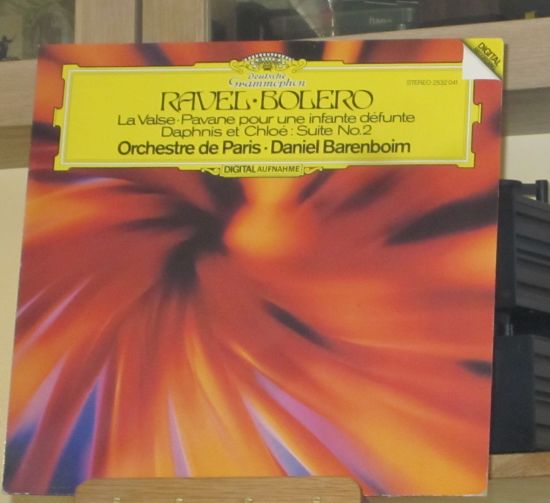 Deutsche
Grammophon
DIGITAL
STEREO 2532 041
RAVEL·BOLERO
La Valse·Pavane pour une infante défunte
Daphnis et Chloé: Suite No.2
Orchestre de Paris·Daniel Barenboim
DIGITAL AUFNAHME